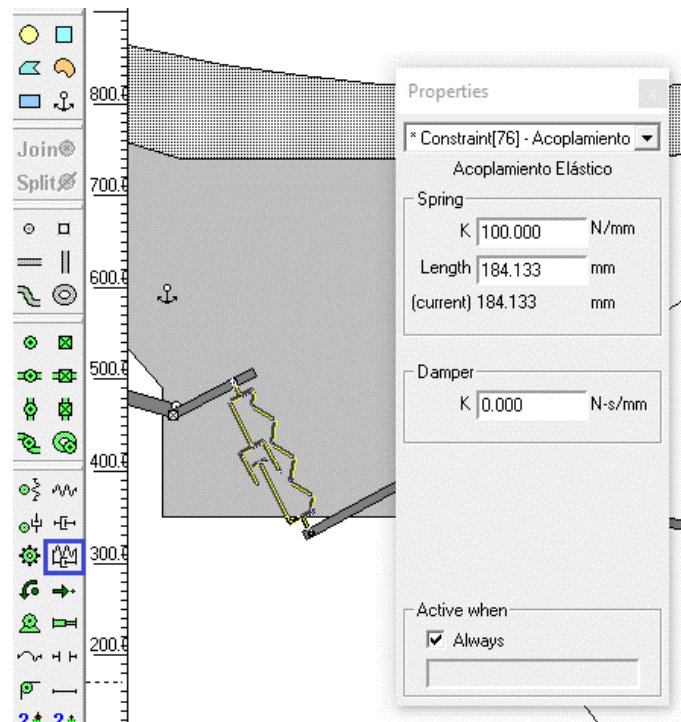 Join
Split
800.0
700.0
600.0
500.0
400.0
300.0
200.0
Properties
* Constraint[76] - Acoplamiento
Acoplamiento Elástico
Spring
K 100.000 N/mm
Length 184.133 mm
(current) 184.133 mm
Damper
K 0.000 N-s/mm
Active when
Always